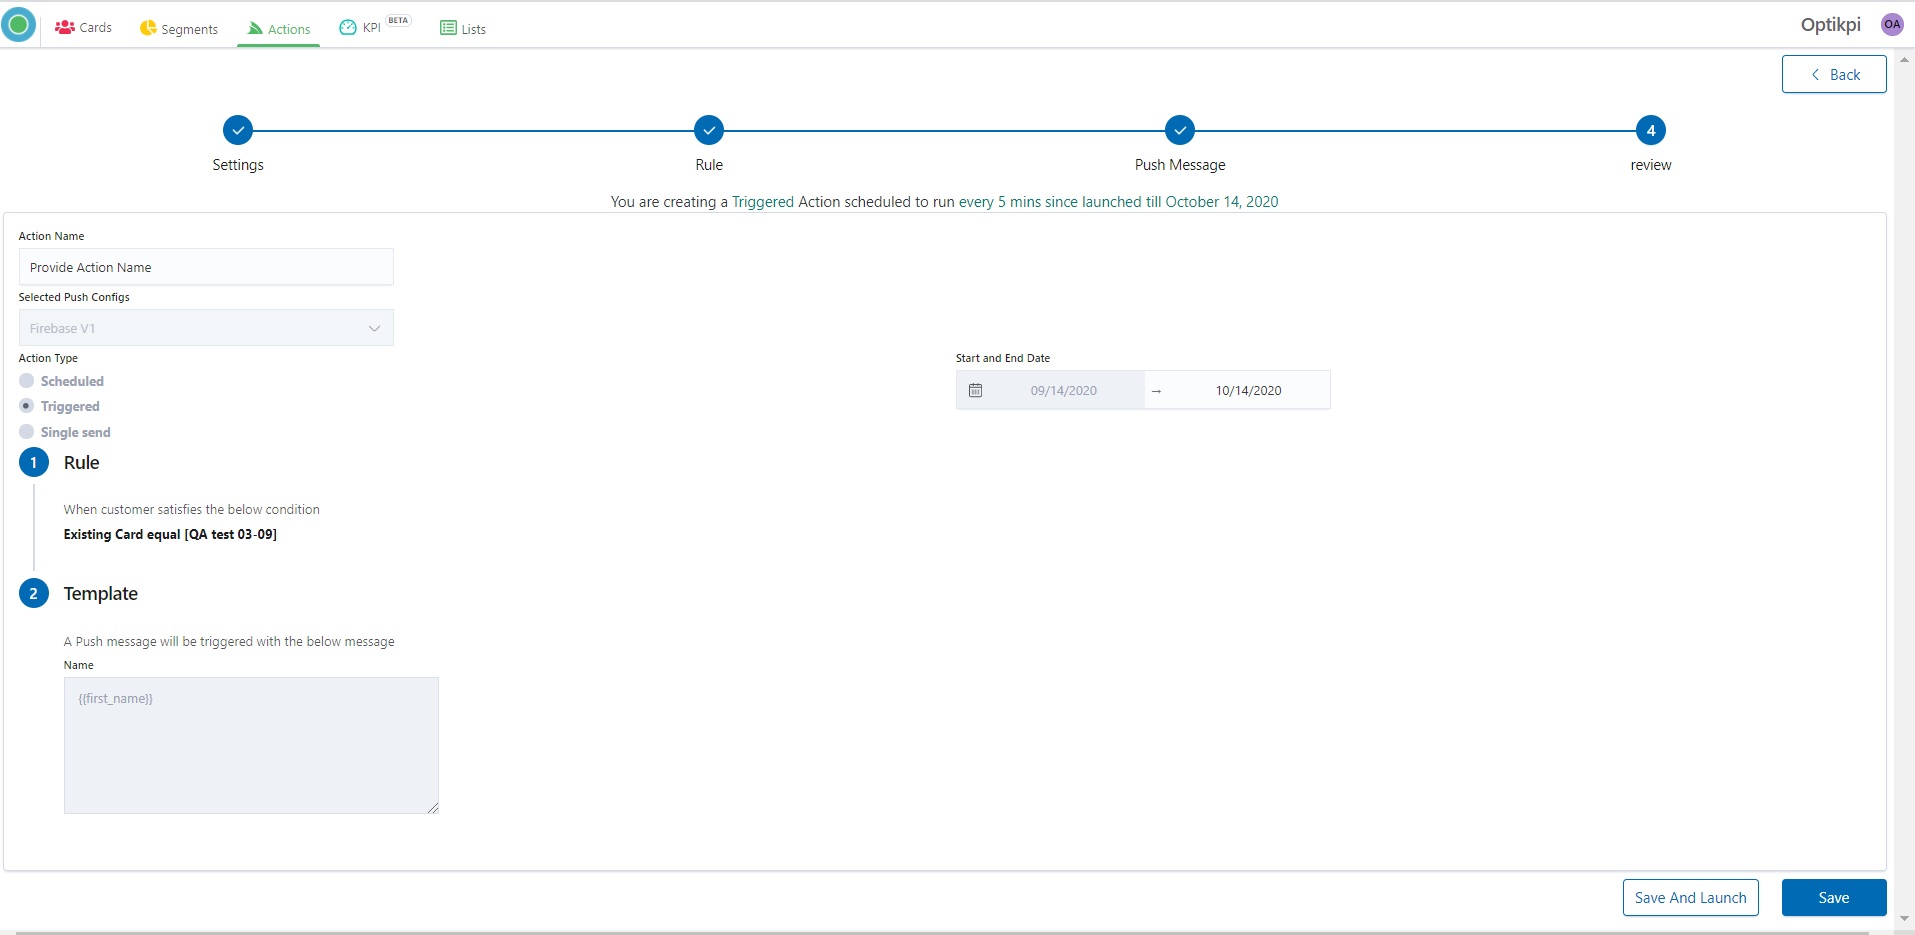 Cards
Segments
Actions
KPI BETA
Lists
Optikpi
OA
Back
4
Settings
Rule
Push Message
review
You are creating a Triggered Action scheduled to run every 5 mins since launched till October 14, 2020
Action Name
Provide Action Name
Selected Push Configs
Firebase V1
Action Type
Start and End Date
Scheduled
09/14/2020 → 10/14/2020
Triggered
Single send
1 Rule
When customer satisfies the below condition
Existing Card equal [QA test 03-09]
2 Template
A Push message will be triggered with the below message
Name
{{first_name}}
Save And Launch
Save